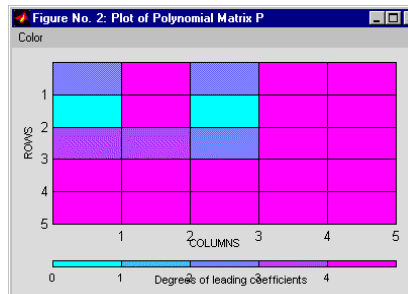 Figure No. 2: Plot of Polynomial Matrix P
Color
1
2
3
4
5
ROWS
1 2 3 4 5
COLUMNS
0 1 2 3 4
Degrees of leading coefficients